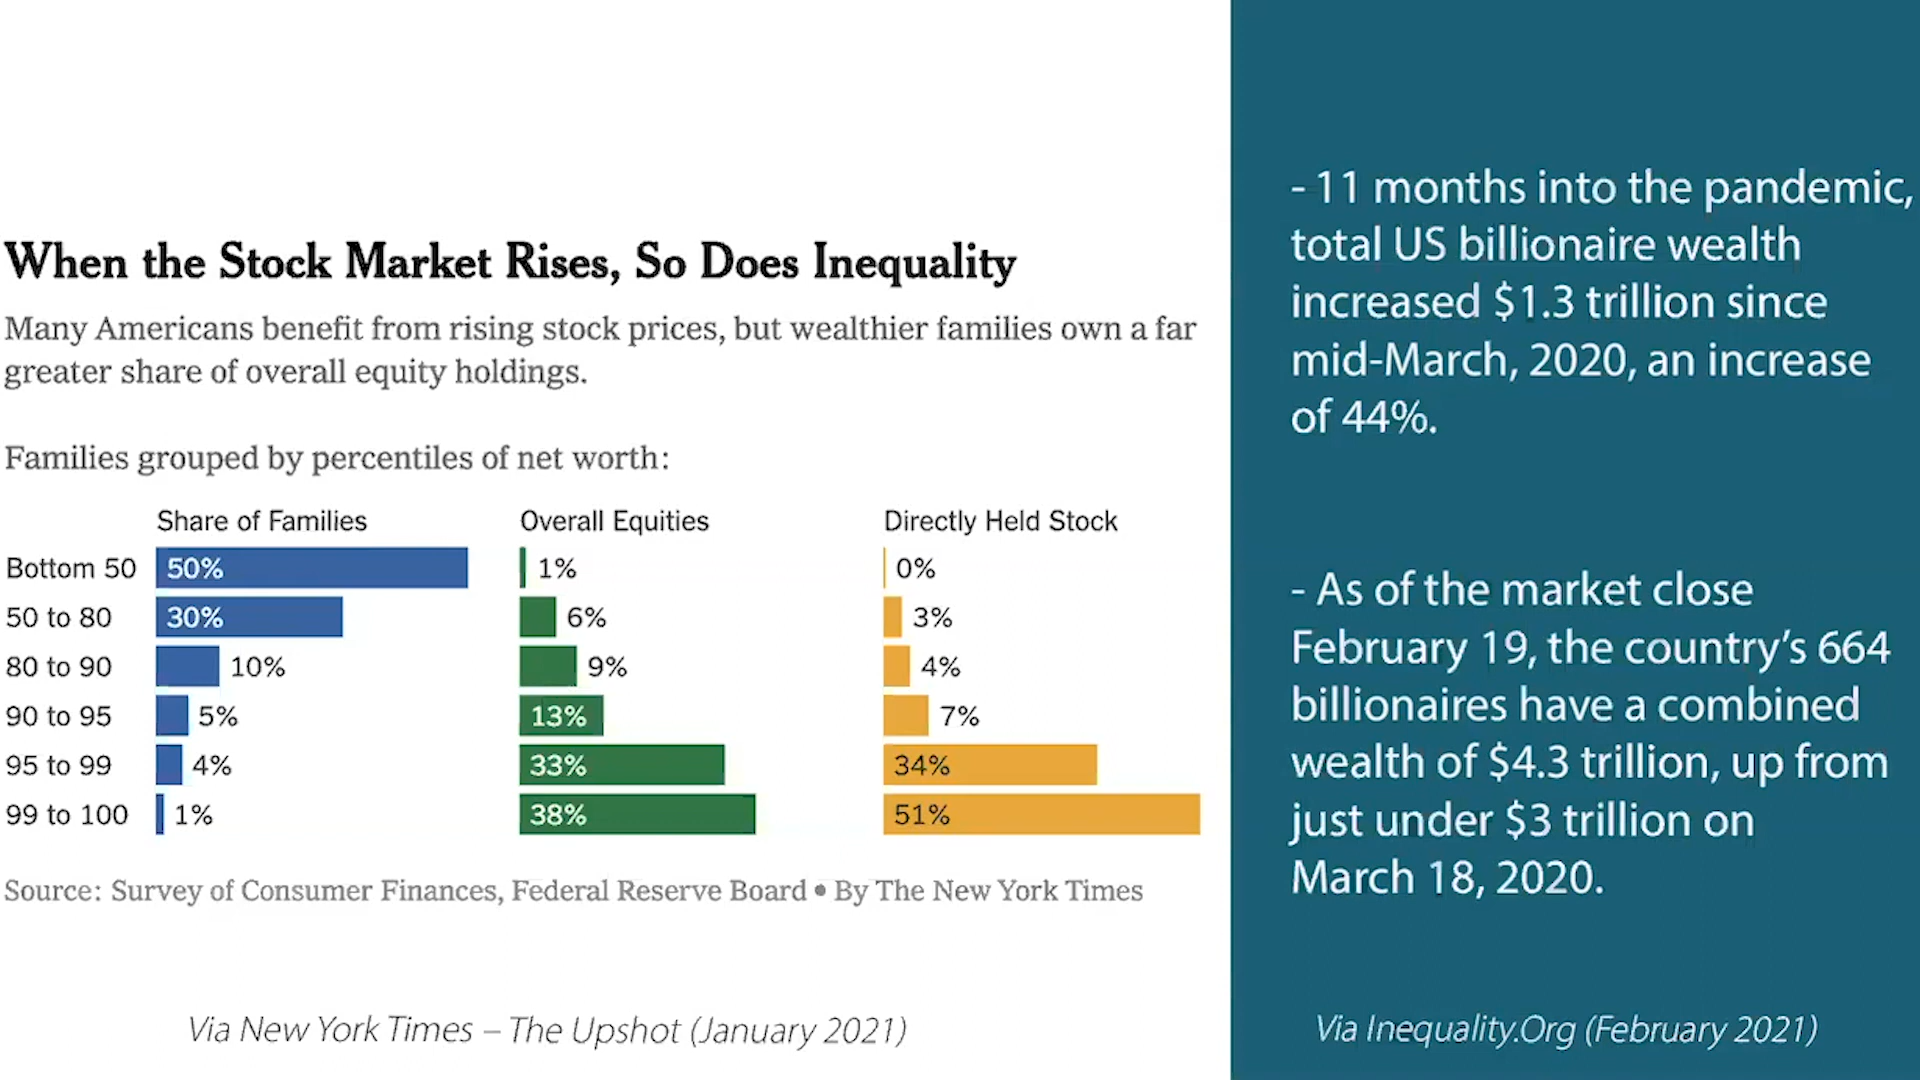 When the Stock Market Rises, So Does Inequality
Many Americans benefit from rising stock prices, but wealthier families own a far
greater share of overall equity holdings.
Families grouped by percentiles of net worth:
Share of Families Overall Equities Directly Held Stock
Bottom 50 50% 1% 0%
50 to 80 30% 6% 3%
80 to 90 10% 9% 4%
90 to 95 5% 13% 7%
95 to 99 4% 33% 34%
99 to 100 1% 38% 51%
Source: Survey of Consumer Finances, Federal Reserve Board • By The New York Times
Via New York Times – The Upshot (January 2021)
- 11 months into the pandemic,
total US billionaire wealth
increased $1.3 trillion since
mid-March, 2020, an increase
of 44%.
- As of the market close
February 19, the country's 664
billionaires have a combined
wealth of $4.3 trillion, up from
just under $3 trillion on
March 18, 2020.
Via Inequality.Org (February 2021)